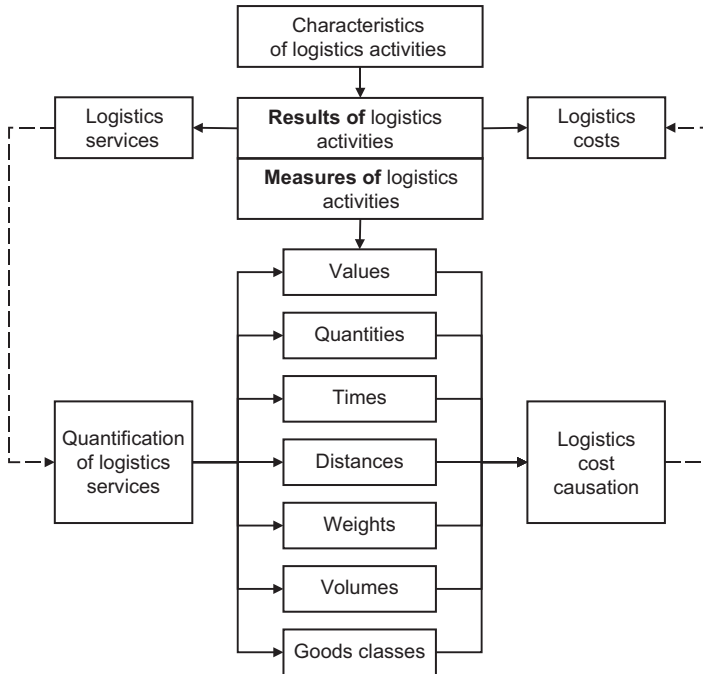 Characteristics
of logistics activities
Logistics
services
Results of logistics
activities
Logistics
costs
Measures of logistics
activities
Values
Quantities
Times
Quantification
of logistics
services
Distances
Logistics
cost
causation
Weights
Volumes
Goods classes